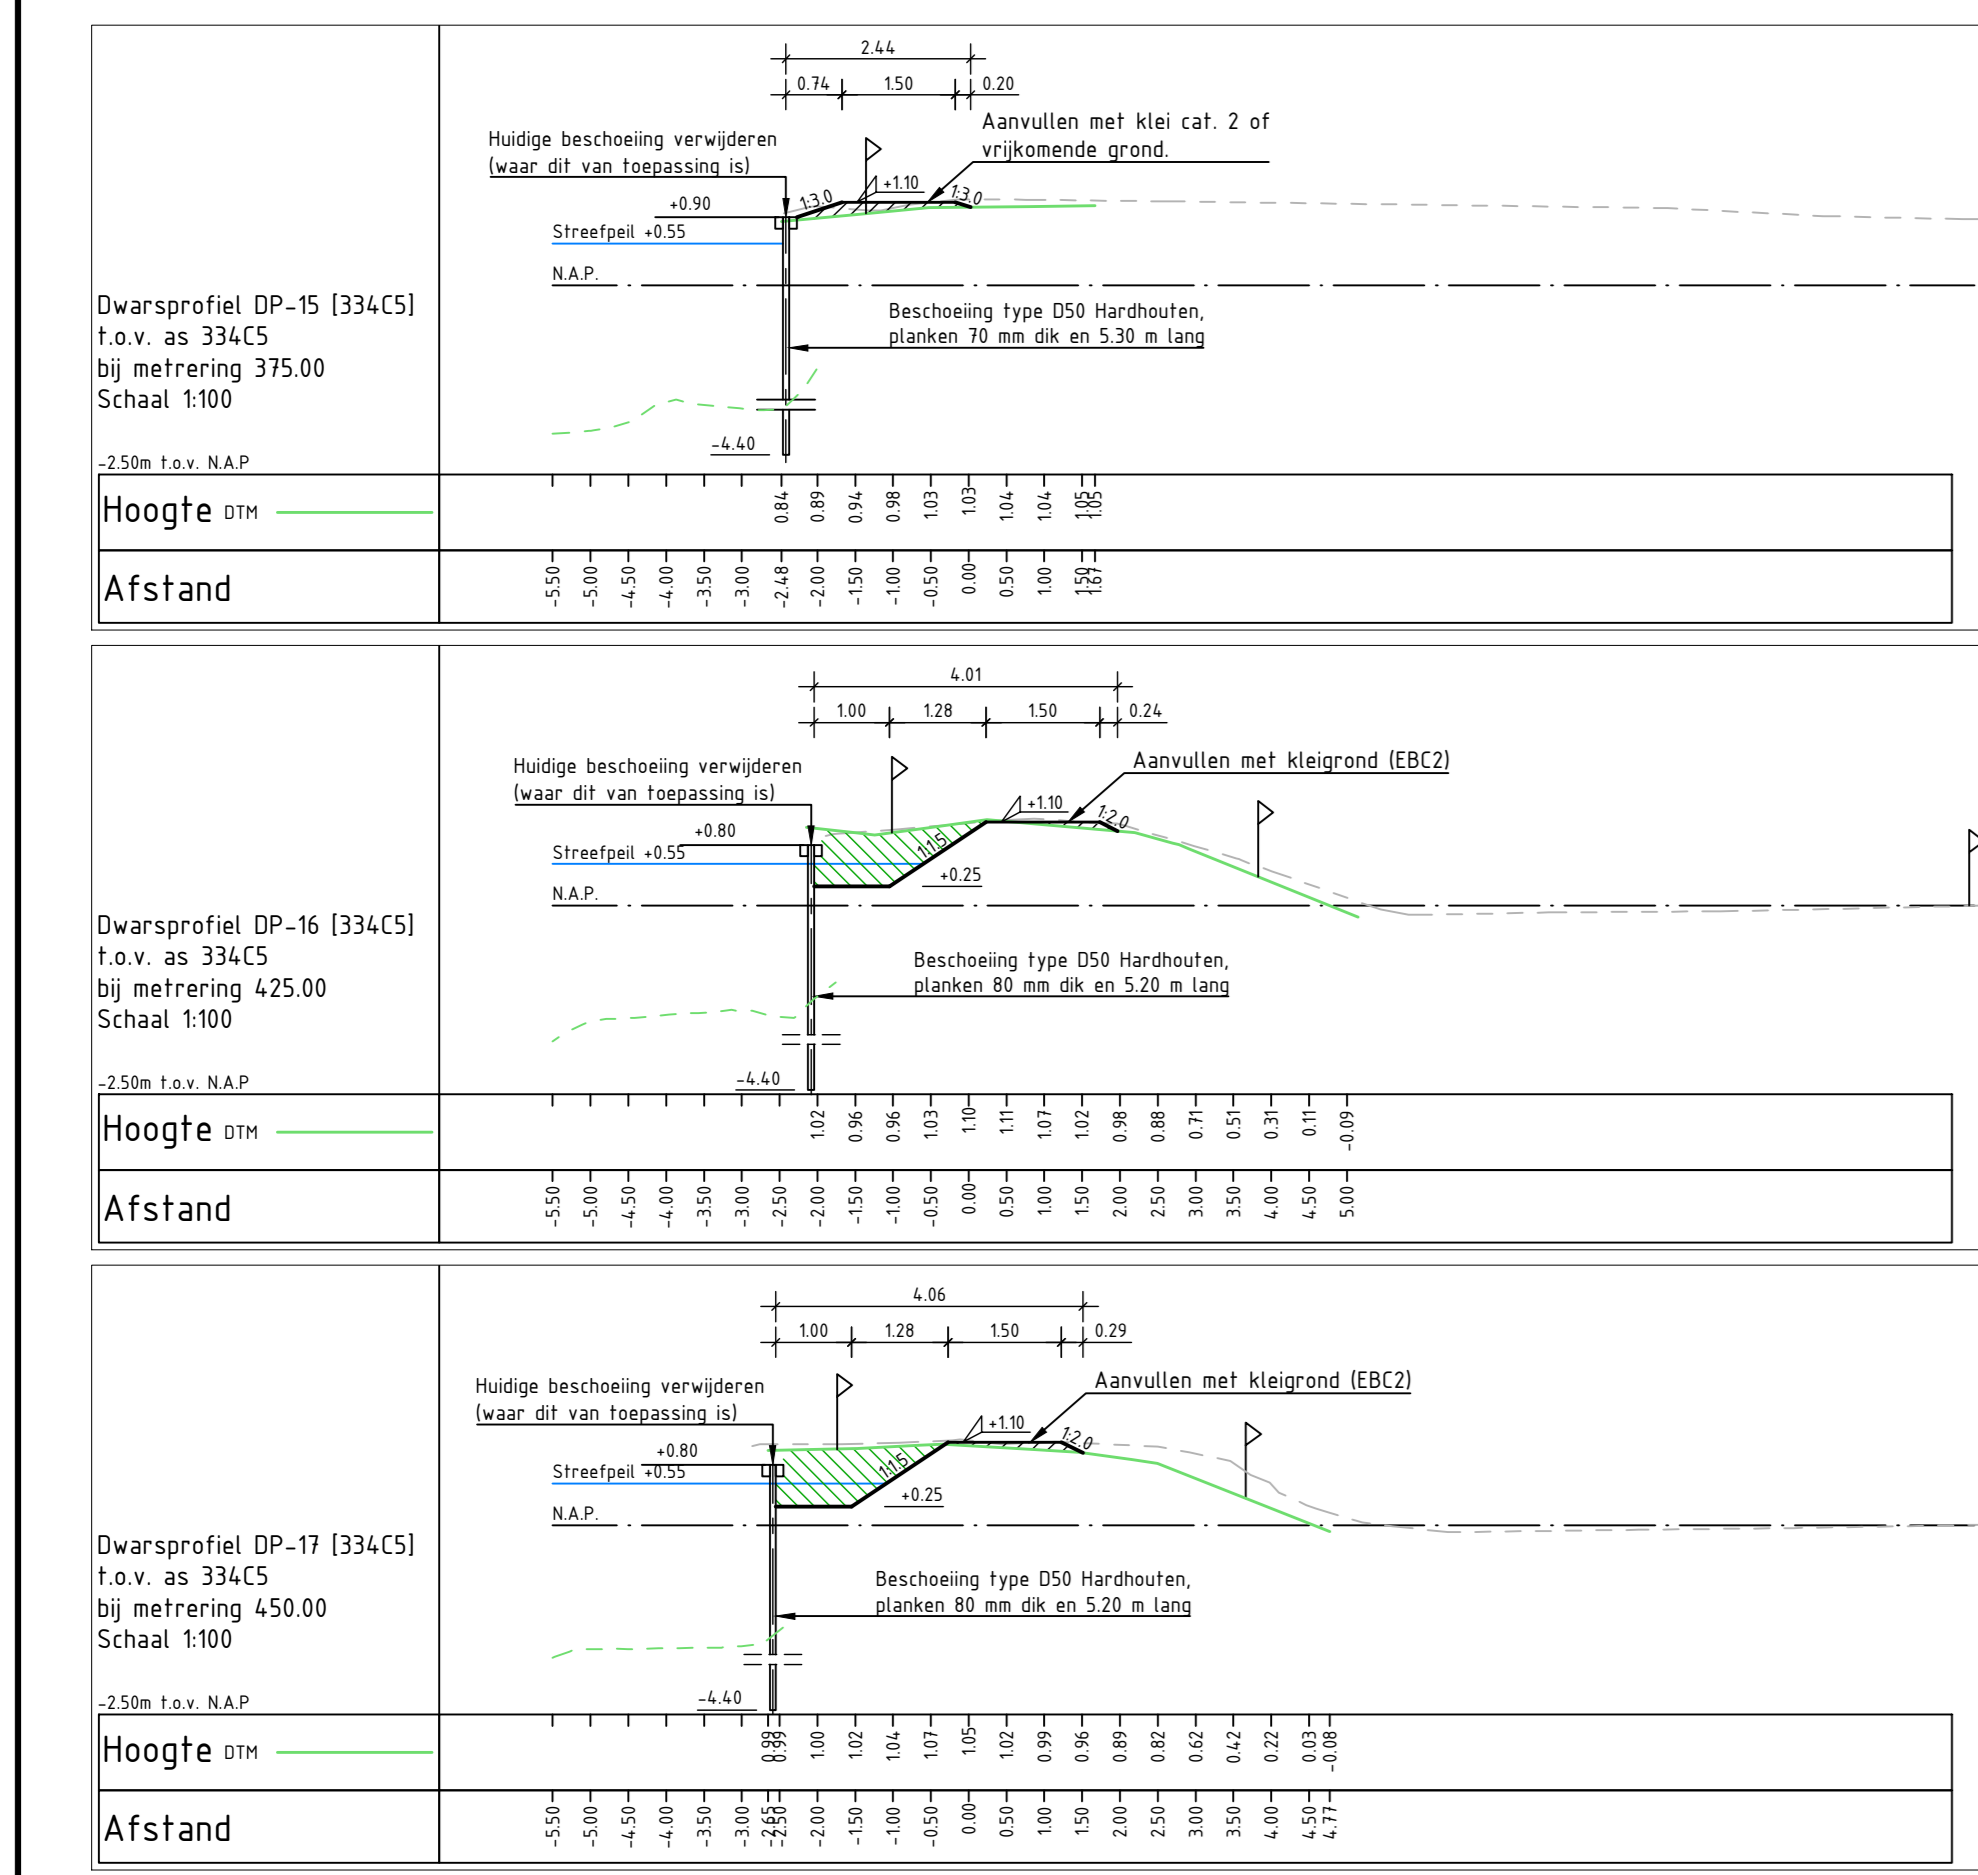 2.44
0.74 1.50 0.20
Aanvullen met klei cat. 2 of
vrijkomende grond.
Huidige beschoeiing verwijderen
(waar dit van toepassing is)
+1.10
1:3.0 1:3.0
+0.90
Streefpeil +0.55
N.A.P.
Dwarsprofiel DP-15 [334C5]
t.o.v. as 334C5
bij metrering 375.00
Schaal 1:100
Beschoeiing type D50 Hardhouten,
planken 70 mm dik en 5.30 m lang
-4.40
-2.50m t.o.v. N.A.P
Hoogte DTM
0.84 0.89 0.94 0.98 1.03 1.03 1.04 1.04 1.05 1.05
Afstand
-5.50 -5.00 -4.50 -4.00 -3.50 -3.00 -2.48 -2.00 -1.50 -1.00 -0.50 0.00 0.50 1.00 1.50 1.67
4.01
1.00 1.28 1.50 0.24
Aanvullen met kleigrond (EBC2)
Huidige beschoeiing verwijderen
(waar dit van toepassing is)
+1.10
1:2.0
+0.80
1:1.5
Streefpeil +0.55
+0.25
N.A.P.
Dwarsprofiel DP-16 [334C5]
t.o.v. as 334C5
bij metrering 425.00
Schaal 1:100
Beschoeiing type D50 Hardhouten,
planken 80 mm dik en 5.20 m lang
-4.40
-2.50m t.o.v. N.A.P
Hoogte DTM
1.02 0.96 0.96 1.03 1.10 1.11 1.07 1.02 0.98 0.88 0.71 0.51 0.31 0.11 -0.09
Afstand
-5.50 -5.00 -4.50 -4.00 -3.50 -3.00 -2.50 -2.00 -1.50 -1.00 -0.50 0.00 0.50 1.00 1.50 2.00 2.50 3.00 3.50 4.00 4.50 5.00
4.06
1.00 1.28 1.50 0.29
Aanvullen met kleigrond (EBC2)
Huidige beschoeiing verwijderen
(waar dit van toepassing is)
+1.10
1:2.0
+0.80
1:1.5
Streefpeil +0.55
+0.25
N.A.P.
Dwarsprofiel DP-17 [334C5]
t.o.v. as 334C5
bij metrering 450.00
Schaal 1:100
Beschoeiing type D50 Hardhouten,
planken 80 mm dik en 5.20 m lang
-4.40
-2.50m t.o.v. N.A.P
Hoogte DTM
0.99 0.99 1.00 1.02 1.04 1.07 1.05 1.02 0.99 0.96 0.89 0.82 0.62 0.42 0.22 0.03 -0.08
Afstand
-5.50 -5.00 -4.50 -4.00 -3.50 -3.00 -2.65 -2.50 -2.00 -1.50 -1.00 -0.50 0.00 0.50 1.00 1.50 2.00 2.50 3.00 3.50 4.00 4.50 4.77